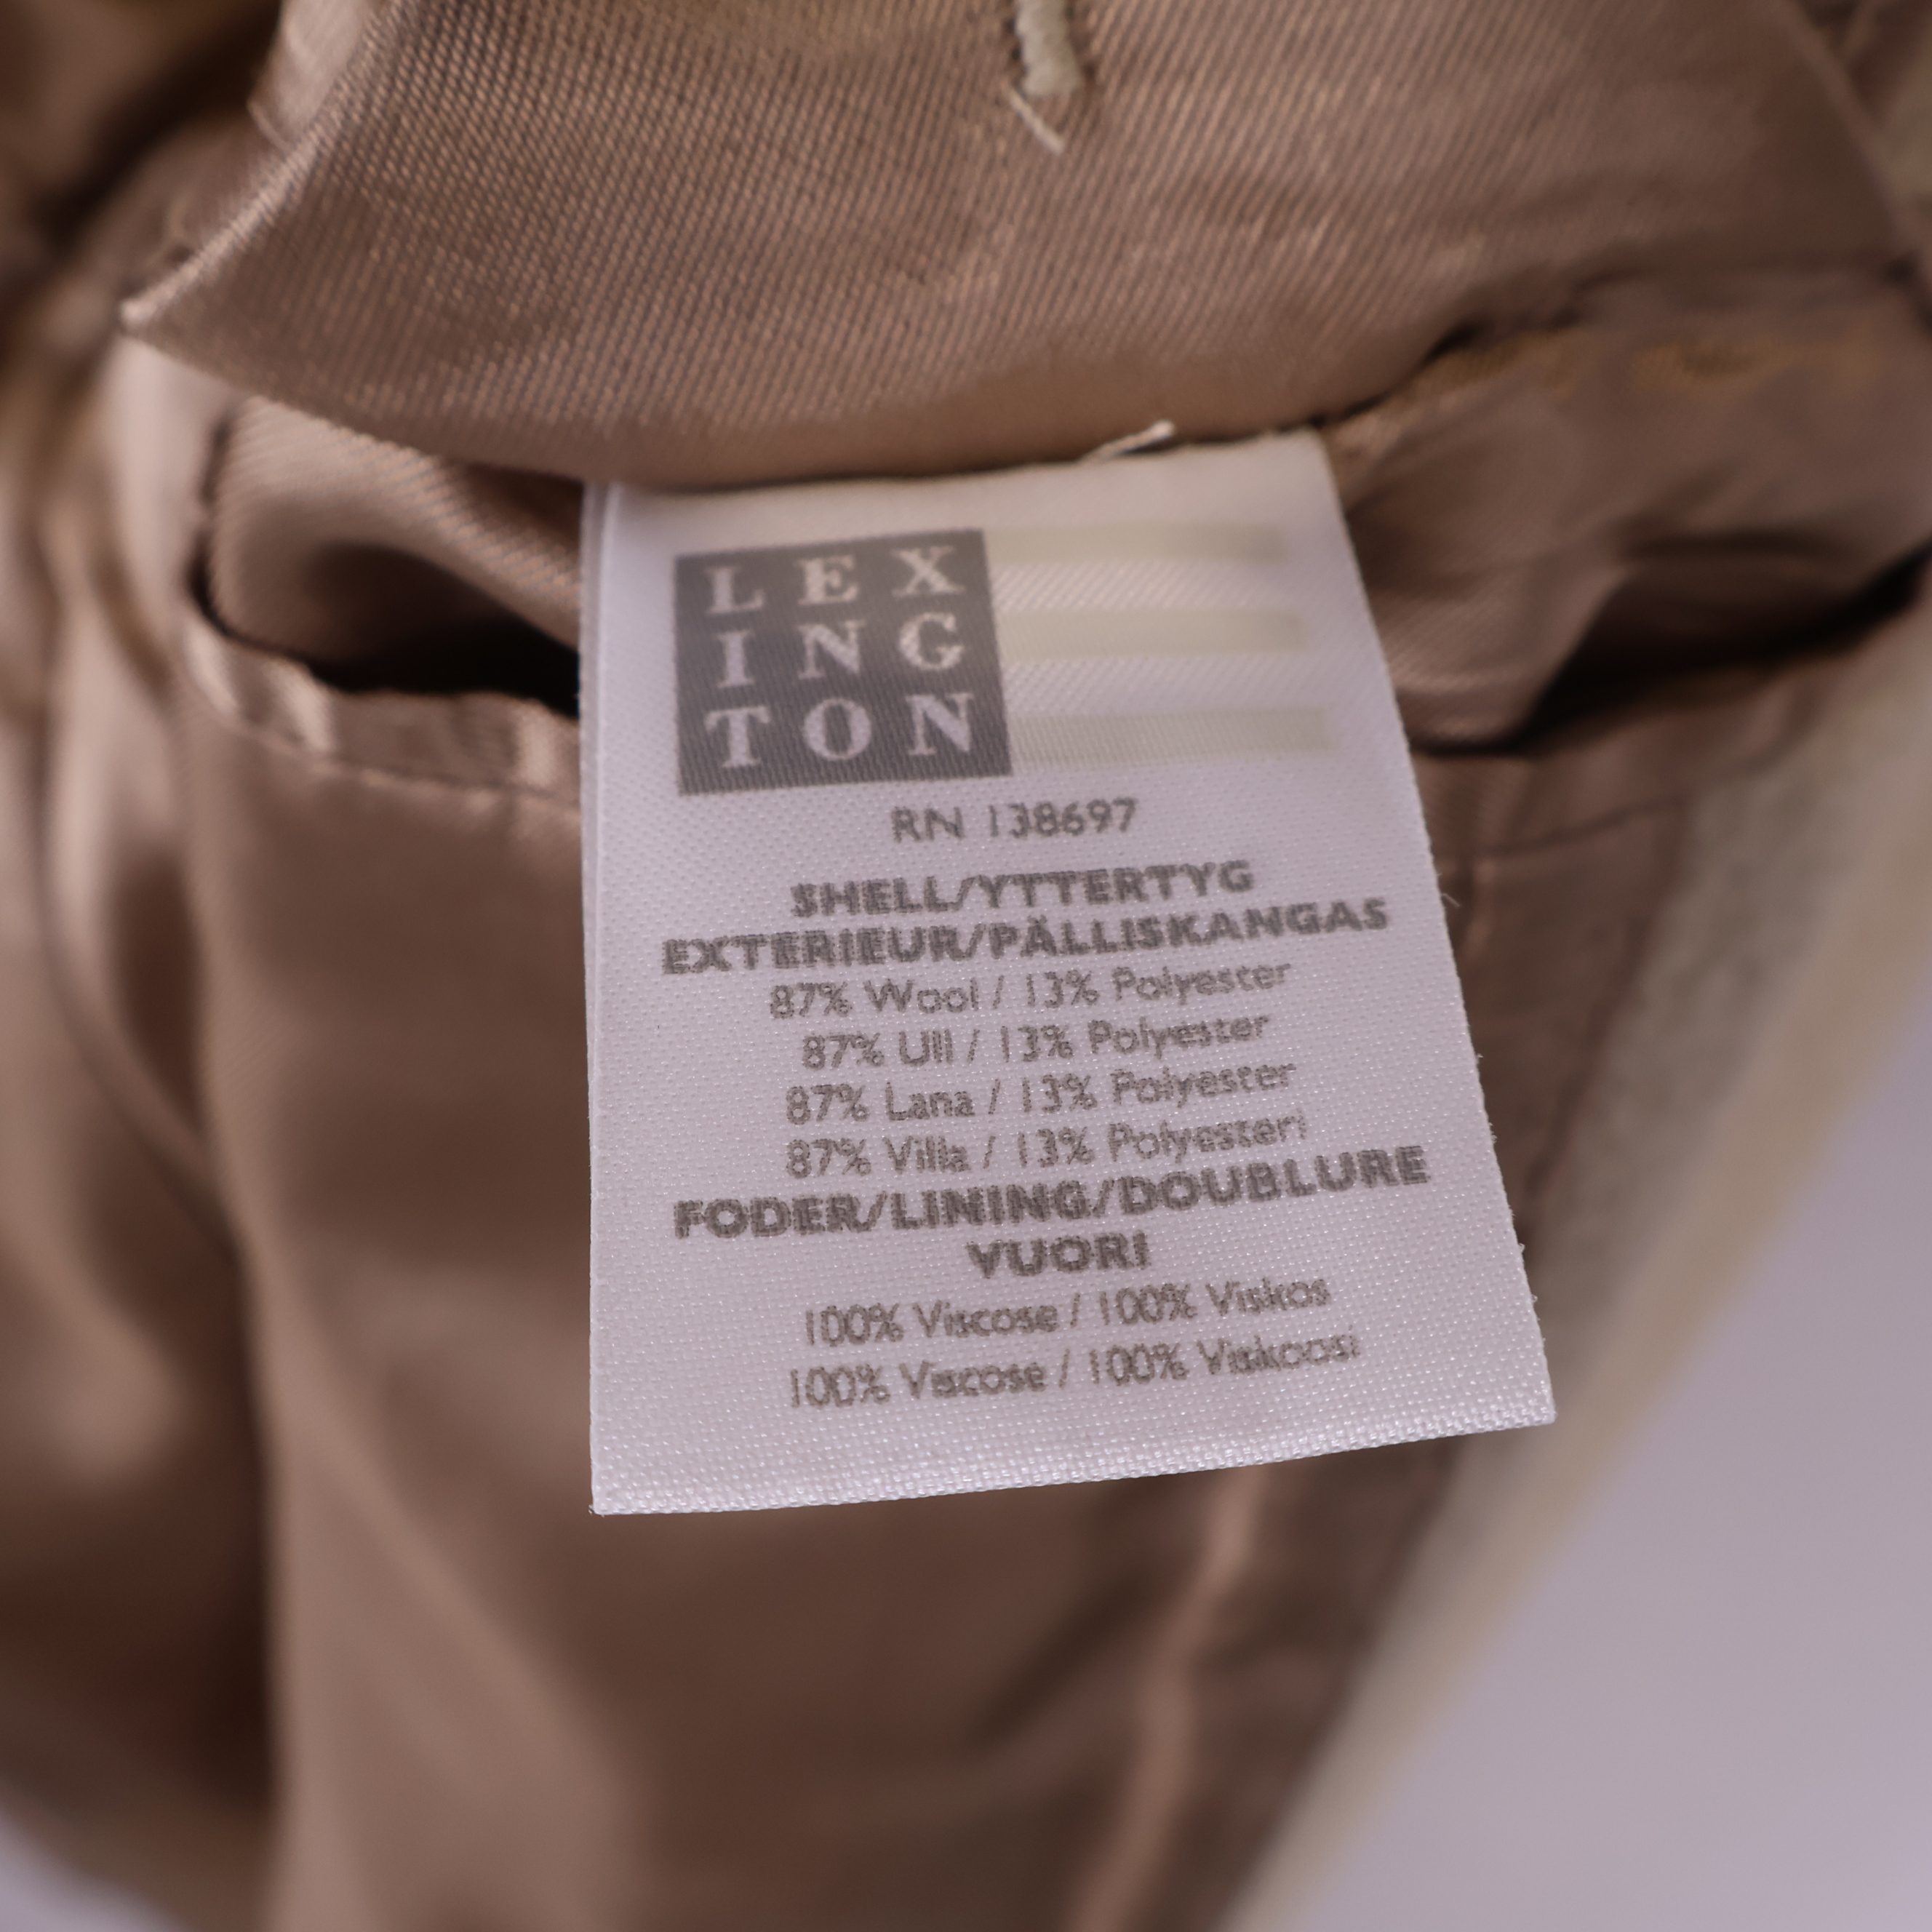 LEX
ING
TON
RN 138697
SHELL/YTTERTYG
EXTERIEUR/PÄLLISKANGAS
87% Wool / 13% Polyester
87% Ull / 13% Polyester
87% Lana / 13% Polyester
87% Villa / 13% Polyesteri
FODER/LINING/DOUBLURE
VUORI
100% Viscose / 100% Viskos
100% Viscose / 100% Viskoosi